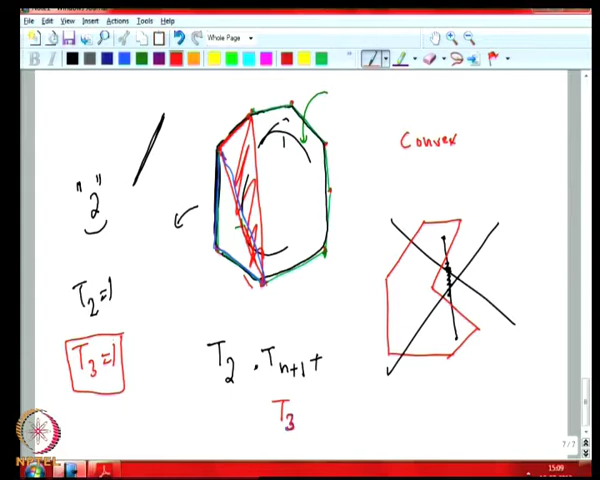 File Edit View Insert Actions Tools Help
Whole Page
B I
Convex
"2"
T2=1
T3=1
T2 . Tn+1 +
T3
NPTEL
7/7
15:09